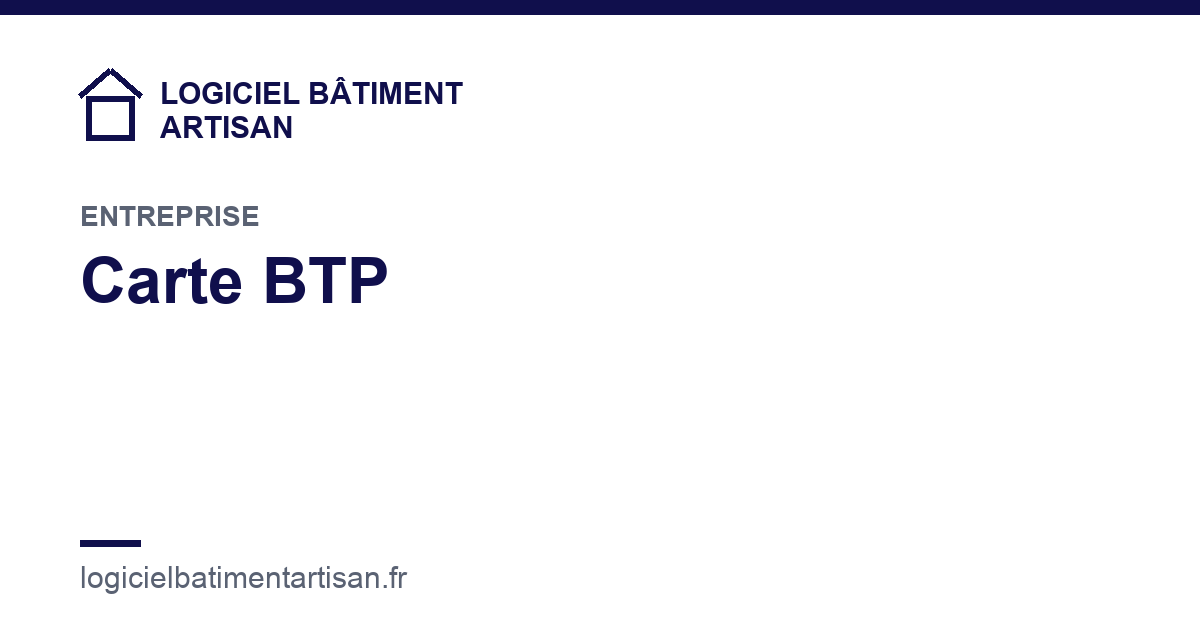 LOGICIEL BÂTIMENT
ARTISAN
ENTREPRISE
Carte BTP
logicielbatimentartisan.fr